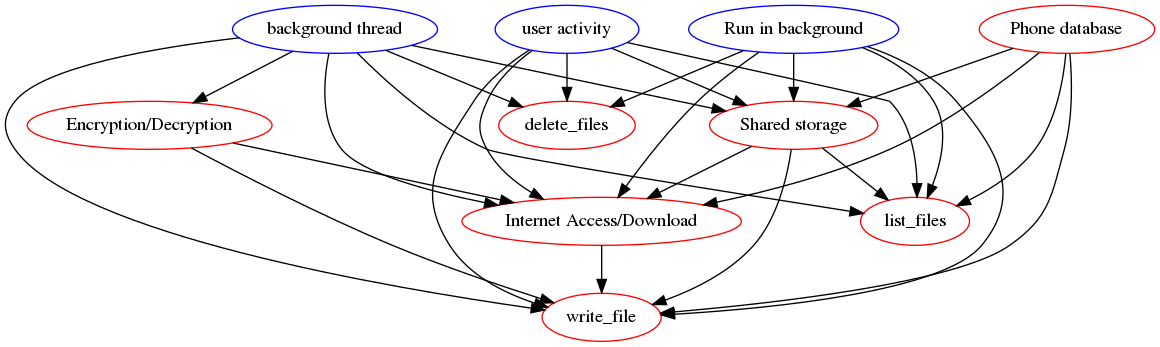 background thread
user activity
Run in background
Phone database
Encryption/Decryption
delete_files
Shared storage
Internet Access/Download
list_files
write_file